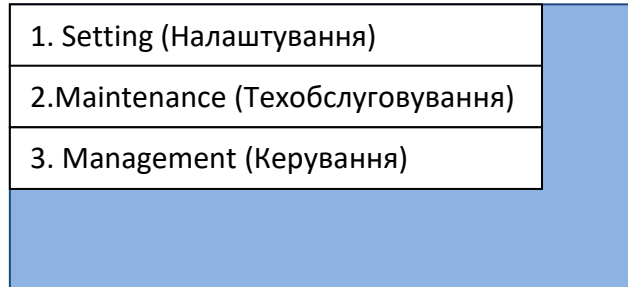 1. Setting (Налаштування)
2.Maintenance (Техобслуговування)
3. Management (Керування)